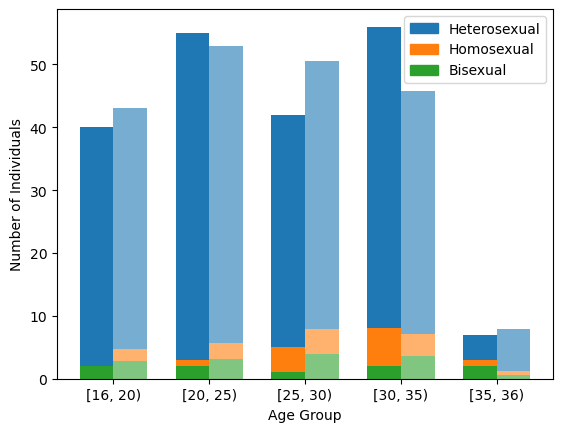 Heterosexual
Homosexual
Bisexual
Number of Individuals
50
40
30
20
10
0
[16, 20)
[20, 25)
[25, 30)
[30, 35)
[35, 36)
Age Group